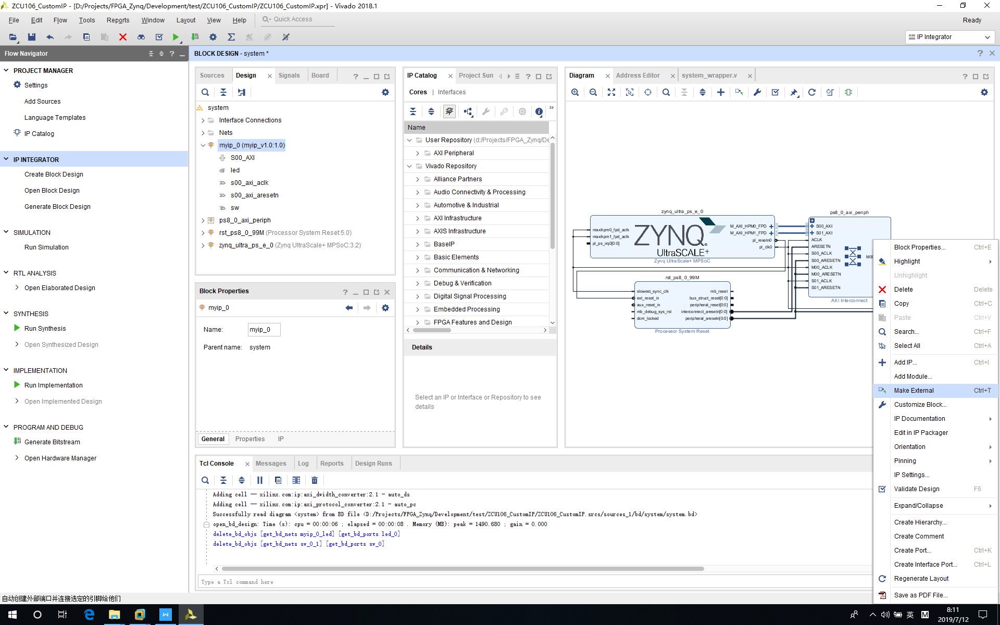 ZCU106_CustomIP - [D:/Projects/FPGA_Zynq/Development/test/ZCU106_CustomIP/ZCU106_CustomIP.xpr] - Vivado 2018.1
File Edit Flow Tools Reports Window Layout View Help Quick Access
Ready
IP Integrator
Flow Navigator
PROJECT MANAGER
Settings
Add Sources
Language Templates
IP Catalog
IP INTEGRATOR
Create Block Design
Open Block Design
Generate Block Design
SIMULATION
Run Simulation
RTL ANALYSIS
Open Elaborated Design
SYNTHESIS
Run Synthesis
Open Synthesized Design
IMPLEMENTATION
Run Implementation
Open Implemented Design
PROGRAM AND DEBUG
Generate Bitstream
Open Hardware Manager
BLOCK DESIGN - system *
Sources Design Signals Board
system
Interface Connections
Nets
myip_0 (myip_v1.0:1.0)
S00_AXI
led
s00_axi_aclk
s00_axi_aresetn
sw
ps8_0_axi_periph
rst_ps8_0_99M (Processor System Reset:5.0)
zynq_ultra_ps_e_0 (Zynq UltraScale+ MPSoC:3.2)
Block Properties
myip_0
Name: myip_0
Parent name: system
General Properties IP
IP Catalog Project Sum
Cores | Interfaces
Name
User Repository (d:/Projects/FPGA_Zynq/De
AXI Peripheral
Vivado Repository
Alliance Partners
Audio Connectivity & Processing
Automotive & Industrial
AXI Infrastructure
AXIS Infrastructure
BaseIP
Basic Elements
Communication & Networking
Debug & Verification
Digital Signal Processing
Embedded Processing
FPGA Features and Design
Details
Select an IP or Interface or Repository to see
details
Diagram Address Editor system_wrapper.v
zynq_ultra_ps_e_0
maxihpm0_fpd_aclk
maxihpm1_fpd_aclk
pl_ps_irq0[0:0]
ZYNQ
UltraSCALE+
M_AXI_HPM0_FPD
M_AXI_HPM1_FPD
pl_resetn0
pl_clk0
Zynq UltraScale+ MPSoC
rst_ps8_0_99M
slowest_sync_clk
ext_reset_in
aux_reset_in
mb_debug_sys_rst
dcm_locked
mb_reset
bus_struct_reset[0:0]
peripheral_reset[0:0]
interconnect_aresetn[0:0]
peripheral_aresetn[0:0]
Processor System Reset
ps8_0_axi_periph
S00_AXI
S01_AXI
ACLK
ARESETN
S00_ACLK
S00_ARESETN
M00_ACLK
M00_ARESETN
S01_ACLK
S01_ARESETN
M00
AXI Interconnect
Block Properties... Ctrl+E
Highlight
Unhighlight
Delete Delete
Copy Ctrl+C
Paste Ctrl+V
Search... Ctrl+F
Select All Ctrl+A
Add IP... Ctrl+I
Add Module...
Make External Ctrl+T
Customize Block...
IP Documentation
Edit in IP Packager
Orientation
Pinning
IP Settings...
Validate Design F6
Expand/Collapse
Create Hierarchy...
Create Comment
Create Port... Ctrl+K
Create Interface Port... Ctrl+L
Regenerate Layout
Save as PDF File...
Tcl Console Messages Log Reports Design Runs
Adding cell -- xilinx.com:ip:axi_dwidth_converter:2.1 - auto_ds
Adding cell -- xilinx.com:ip:axi_protocol_converter:2.1 - auto_pc
Successfully read diagram <system> from BD file <D:/Projects/FPGA_Zynq/Development/test/ZCU106_CustomIP/ZCU106_CustomIP.srcs/sources_1/bd/system/system.bd>
open_bd_design: Time (s): cpu = 00:00:06 ; elapsed = 00:00:08 . Memory (MB): peak = 1490.680 ; gain = 0.000
delete_bd_objs [get_bd_nets myip_0_led] [get_bd_ports led_0]
delete_bd_objs [get_bd_nets sw_0_1] [get_bd_ports sw_0]
Type a Tcl command here
自动创建外部端口并连接选定的引脚给他们
英
M
8:11
2019/7/12